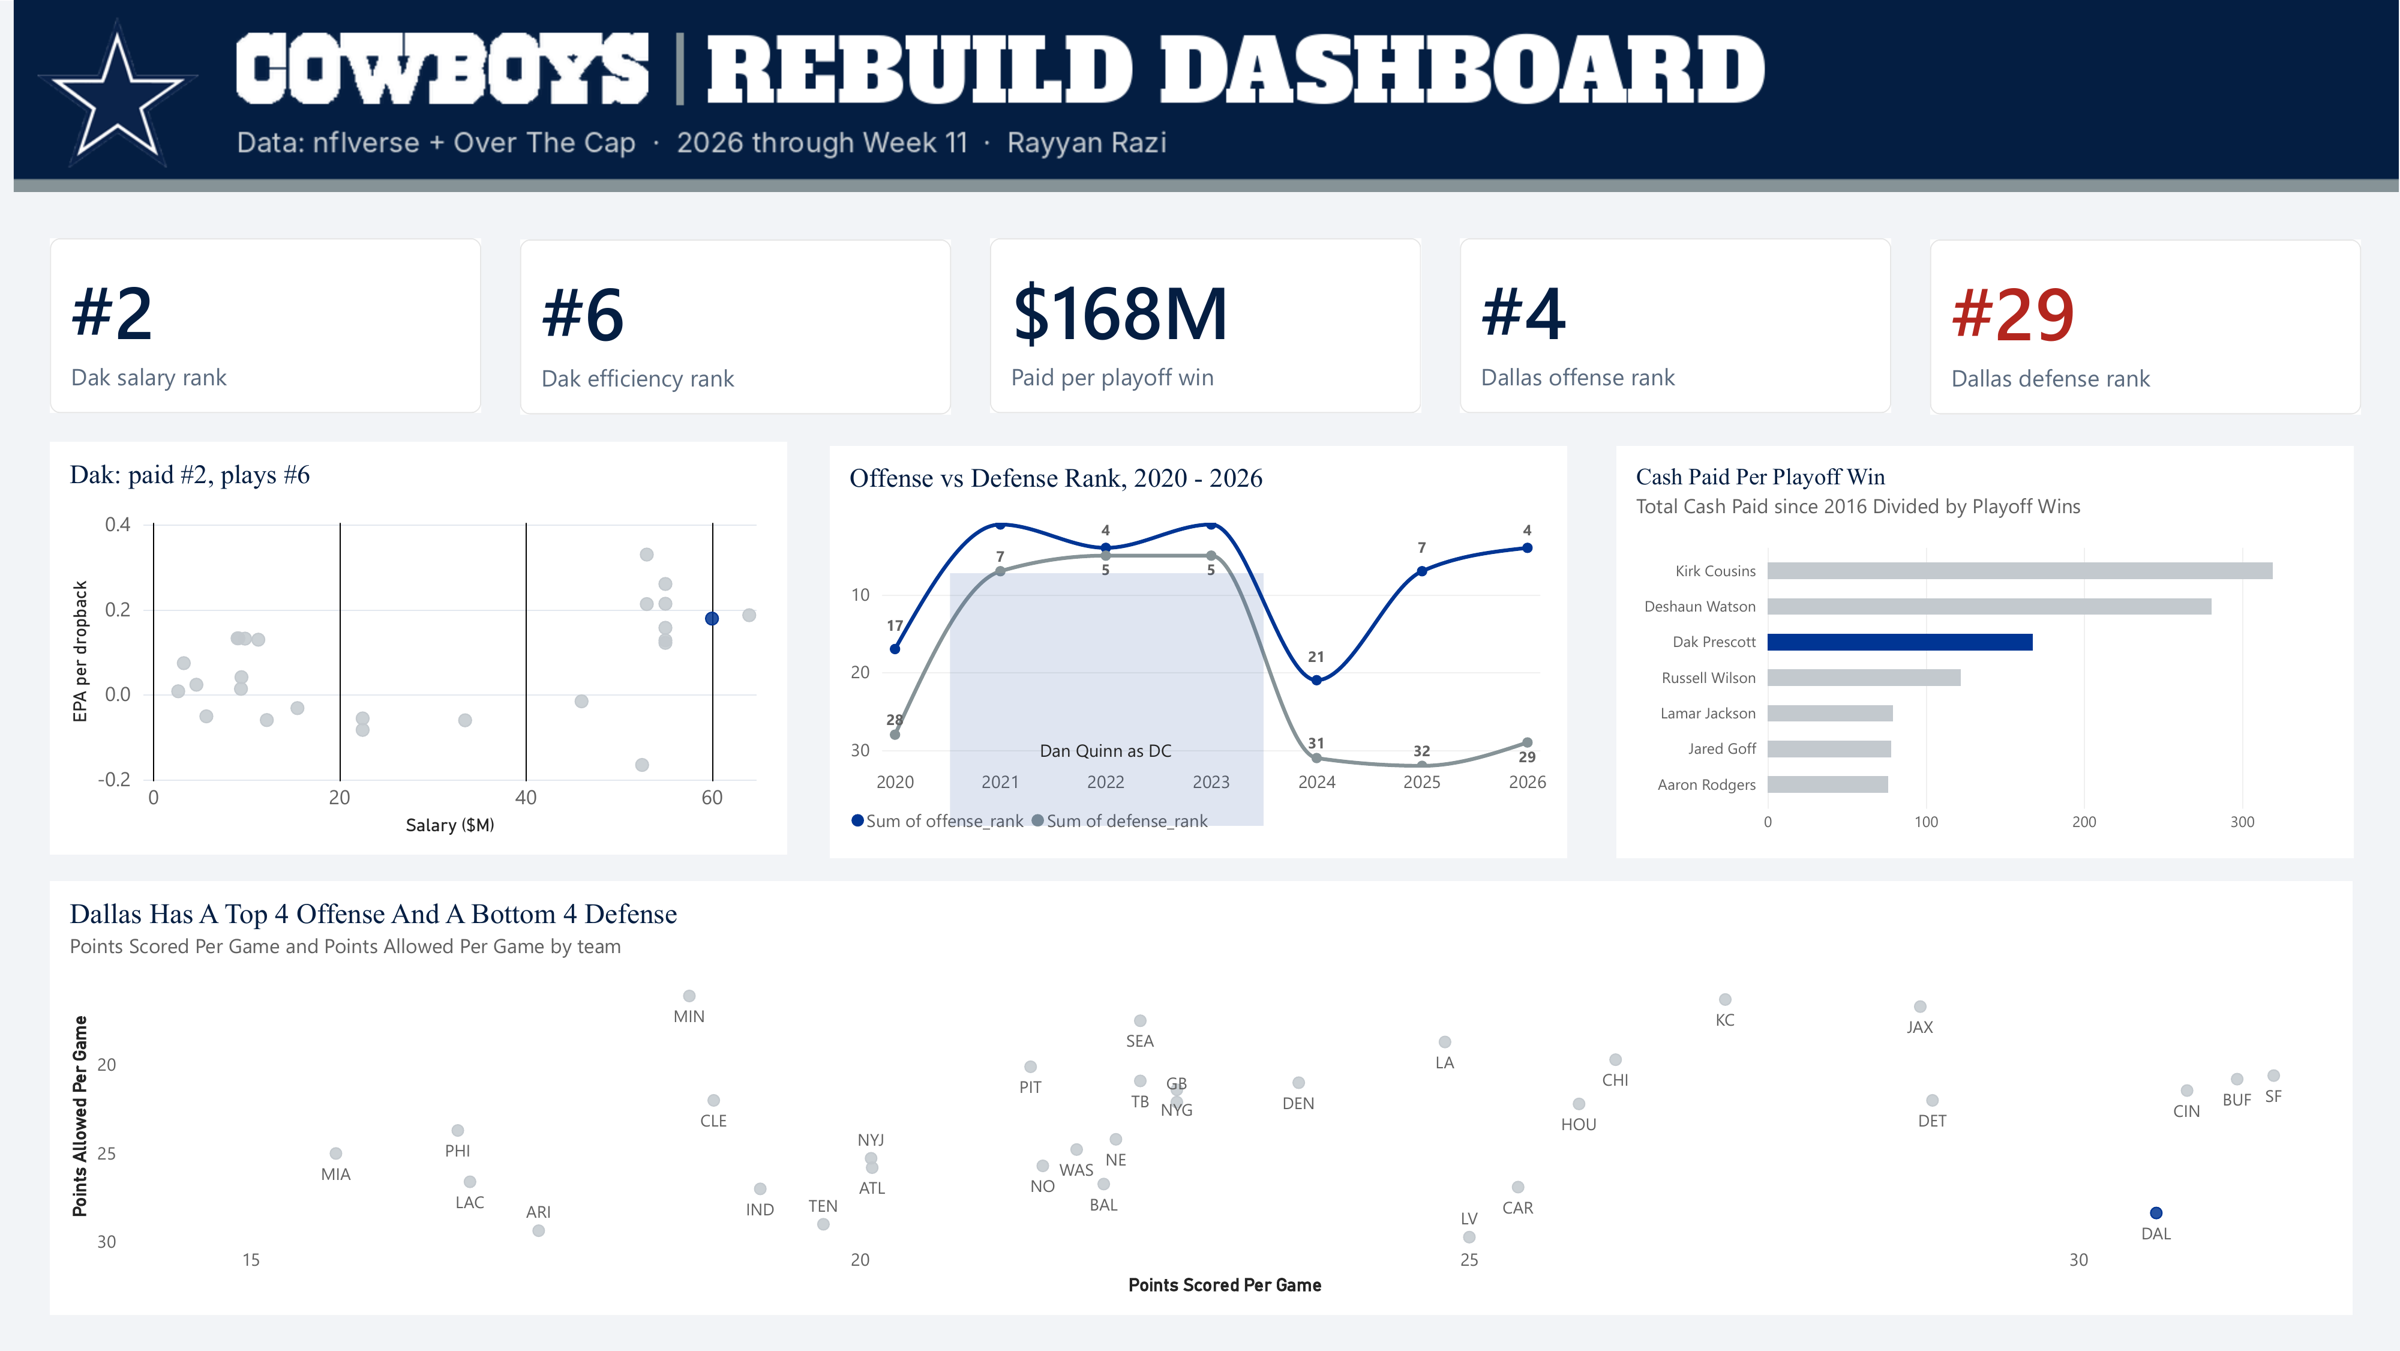 COWBOYS | REBUILD DASHBOARD
Data: nflverse + Over The Cap · 2026 through Week 11 · Rayyan Razi
#2
Dak salary rank
#6
Dak efficiency rank
$168M
Paid per playoff win
#4
Dallas offense rank
#29
Dallas defense rank
Dak: paid #2, plays #6
EPA per dropback
0.4
0.2
0.0
-0.2
0 20 40 60
Salary ($M)
Offense vs Defense Rank, 2020 - 2026
10
20
30
17
4
21
7
4
28
7
5
5
31
32
29
Dan Quinn as DC
2020 2021 2022 2023 2024 2025 2026
Sum of offense_rank Sum of defense_rank
Cash Paid Per Playoff Win
Total Cash Paid since 2016 Divided by Playoff Wins
Kirk Cousins
Deshaun Watson
Dak Prescott
Russell Wilson
Lamar Jackson
Jared Goff
Aaron Rodgers
0 100 200 300
Dallas Has A Top 4 Offense And A Bottom 4 Defense
Points Scored Per Game and Points Allowed Per Game by team
Points Allowed Per Game
20
25
30
MIN
SEA
KC
JAX
LA
PIT
TB
GB
NYG
DEN
CHI
CLE
HOU
DET
CIN
BUF
SF
PHI
NYJ
MIA
NO
WAS
NE
LAC
ATL
BAL
ARI
IND
TEN
LV
CAR
DAL
15 20 25 30
Points Scored Per Game